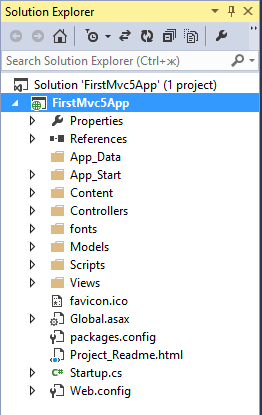 Solution Explorer
Search Solution Explorer (Ctrl+ж)
Solution 'FirstMvc5App' (1 project)
FirstMvc5App
Properties
References
App_Data
App_Start
Content
Controllers
fonts
Models
Scripts
Views
favicon.ico
Global.asax
packages.config
Project_Readme.html
C# Startup.cs
Web.config